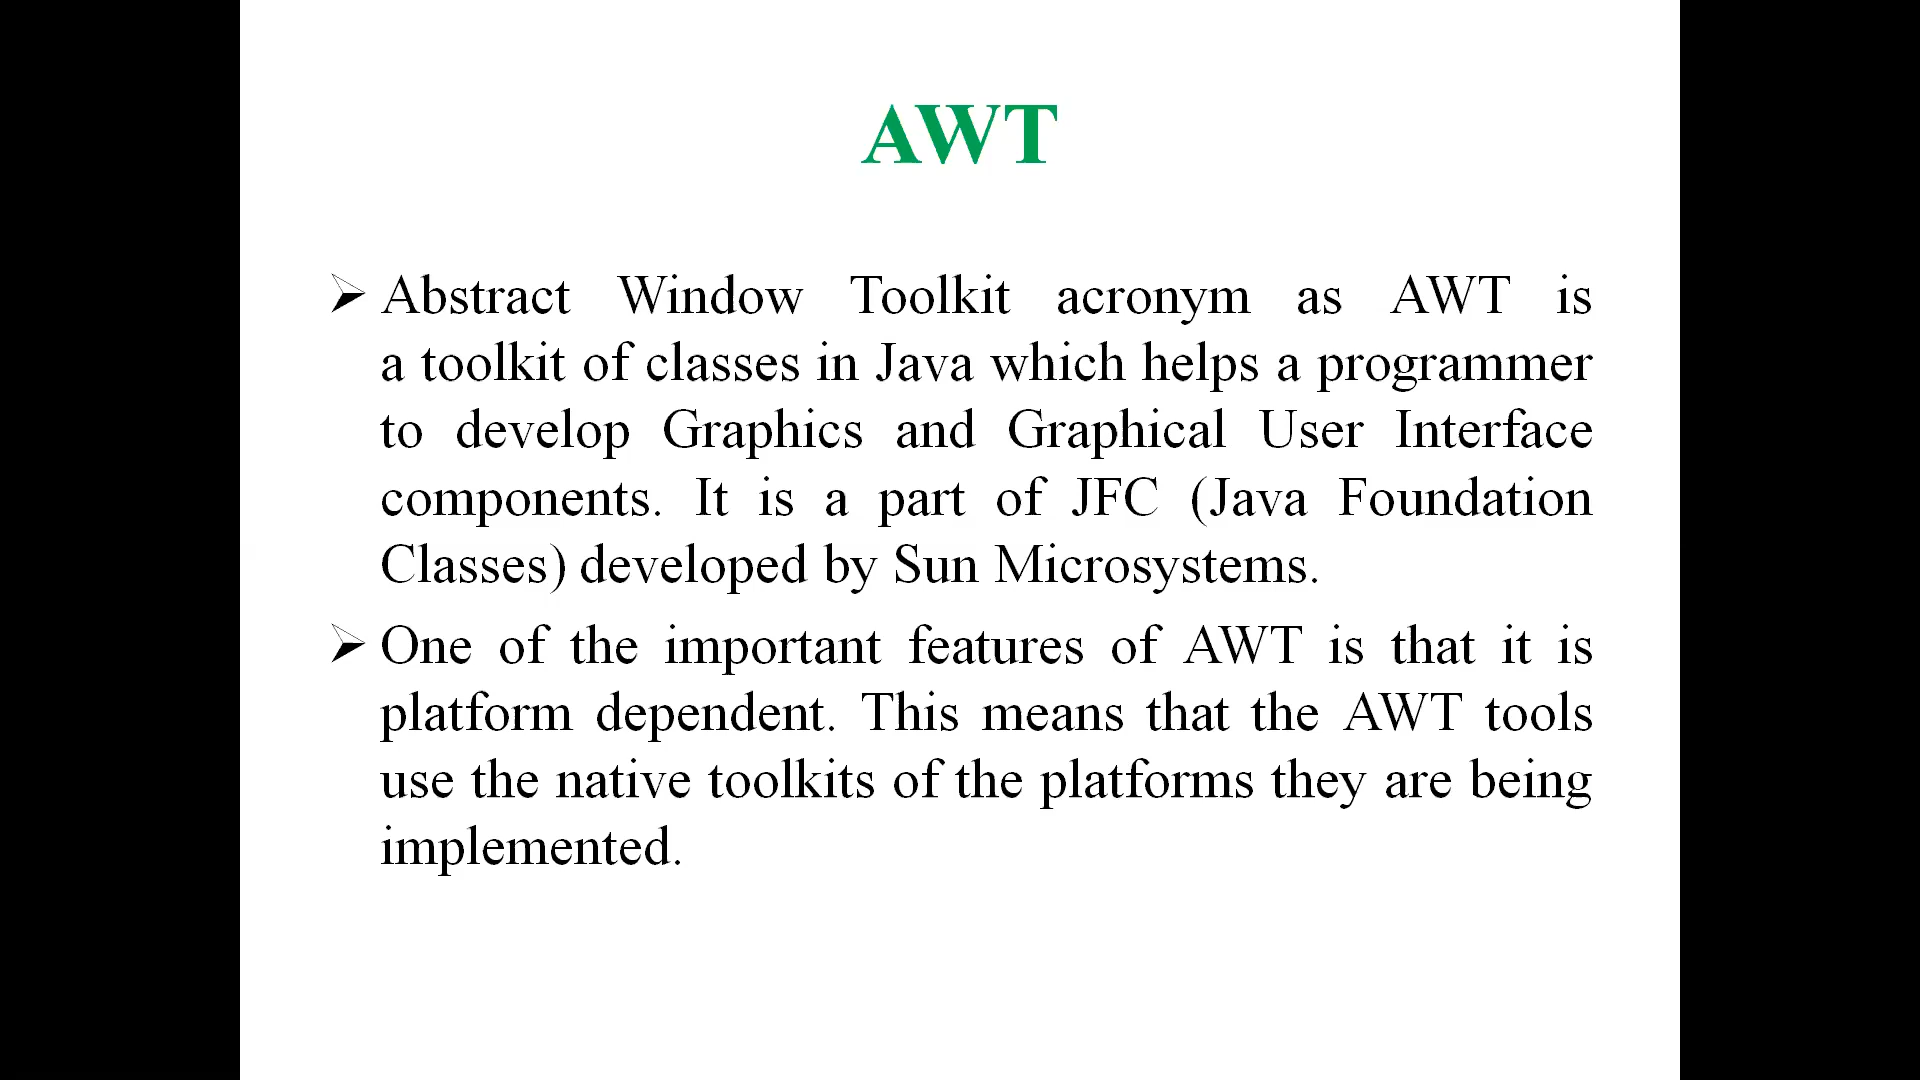 AWT
➢ Abstract Window Toolkit acronym as AWT is
a toolkit of classes in Java which helps a programmer
to develop Graphics and Graphical User Interface
components. It is a part of JFC (Java Foundation
Classes) developed by Sun Microsystems.
➢ One of the important features of AWT is that it is
platform dependent. This means that the AWT tools
use the native toolkits of the platforms they are being
implemented.